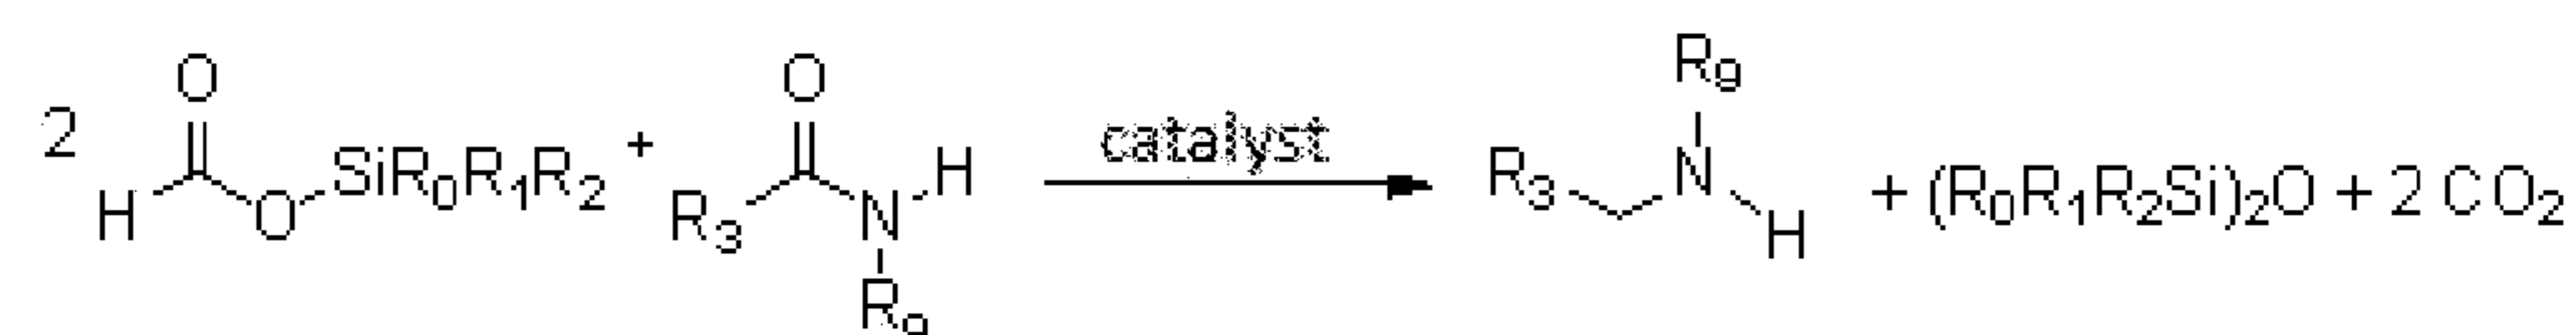 O
O
R₉
2
catalyst
H
O
SiR₀R₁R₂
+
R₃
N
H
R₉
R₃
N
H
+ (R₀R₁R₂Si)₂O + 2 CO₂